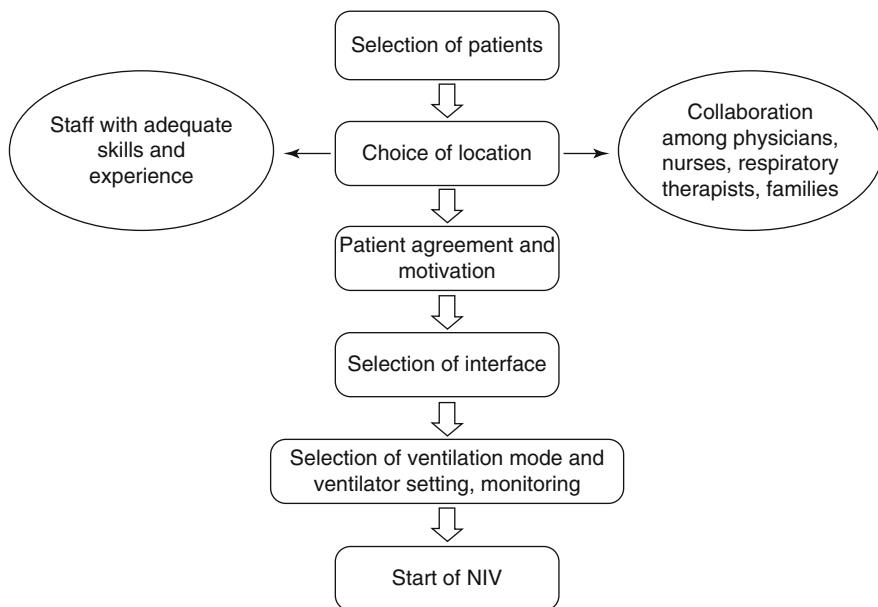 Selection of patients
Staff with adequate
skills and
experience
Choice of location
Collaboration
among physicians,
nurses, respiratory
therapists, families
Patient agreement and
motivation
Selection of interface
Selection of ventilation mode and
ventilator setting, monitoring
Start of NIV